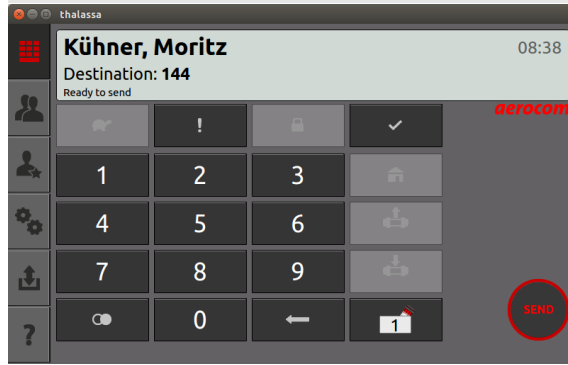 thalassa
Kühner, Moritz
08:38
Destination: 144
Ready to send
aerocom
!
1 2 3
4 5 6
7 8 9
0 1
SEND
?